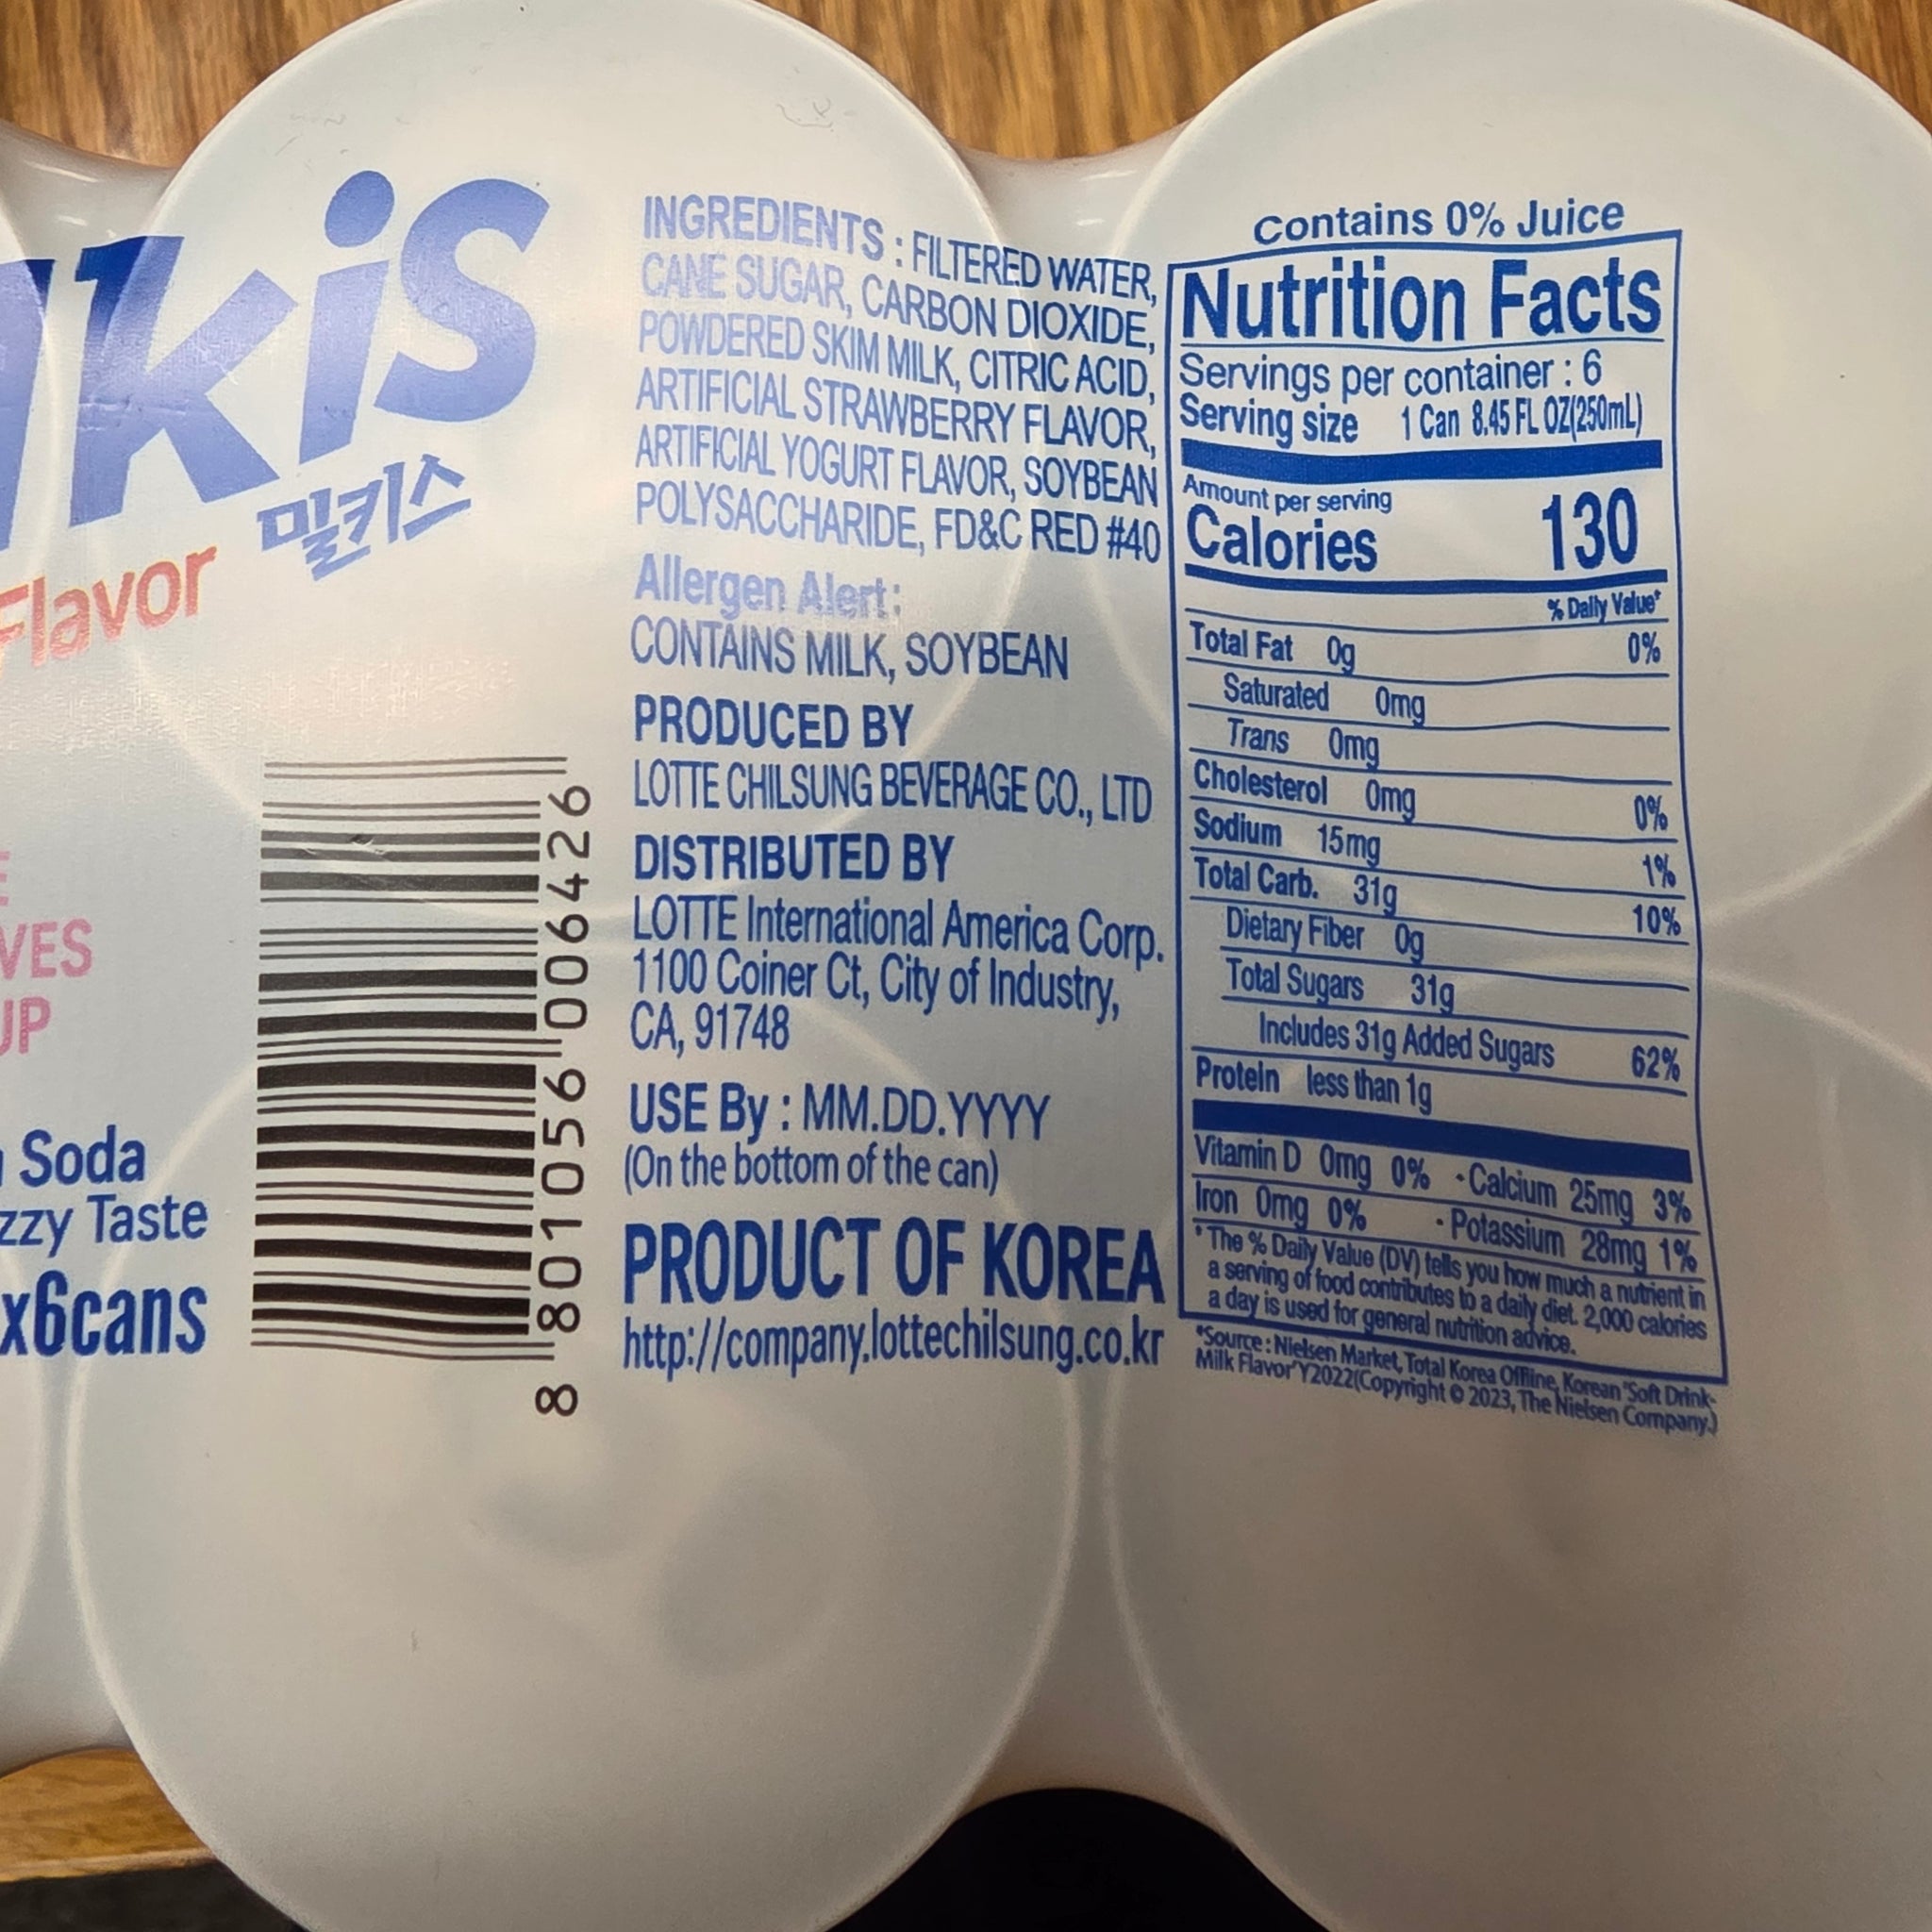 lkis
밀키스
Flavor
VES
UP
Soda
zzy Taste
x6cans
8 801056 006426
INGREDIENTS : FILTERED WATER,
CANE SUGAR, CARBON DIOXIDE,
POWDERED SKIM MILK, CITRIC ACID,
ARTIFICIAL STRAWBERRY FLAVOR,
ARTIFICIAL YOGURT FLAVOR, SOYBEAN
POLYSACCHARIDE, FD&C RED #40
Allergen Alert:
CONTAINS MILK, SOYBEAN
PRODUCED BY
LOTTE CHILSUNG BEVERAGE CO., LTD
DISTRIBUTED BY
LOTTE International America Corp.
1100 Coiner Ct, City of Industry,
CA, 91748
USE By : MM.DD.YYYY
(On the bottom of the can)
PRODUCT OF KOREA
http://company.lottechilsung.co.kr
Contains 0% Juice
Nutrition Facts
Servings per container : 6
Serving size 1 Can 8.45 FL OZ(250mL)
Amount per serving
Calories 130
% Daily Value*
Total Fat 0g 0%
Saturated 0mg
Trans 0mg
Cholesterol 0mg 0%
Sodium 15mg 1%
Total Carb. 31g 10%
Dietary Fiber 0g
Total Sugars 31g
Includes 31g Added Sugars 62%
Protein less than 1g
Vitamin D 0mg 0% · Calcium 25mg 3%
Iron 0mg 0% · Potassium 28mg 1%
* The % Daily Value (DV) tells you how much a nutrient in
a serving of food contributes to a daily diet. 2,000 calories
a day is used for general nutrition advice.
*Source : Nielsen Market, Total Korea Offline, Korean 'Soft Drink-
Milk Flavor' Y2022(Copyright © 2023, The Nielsen Company.)